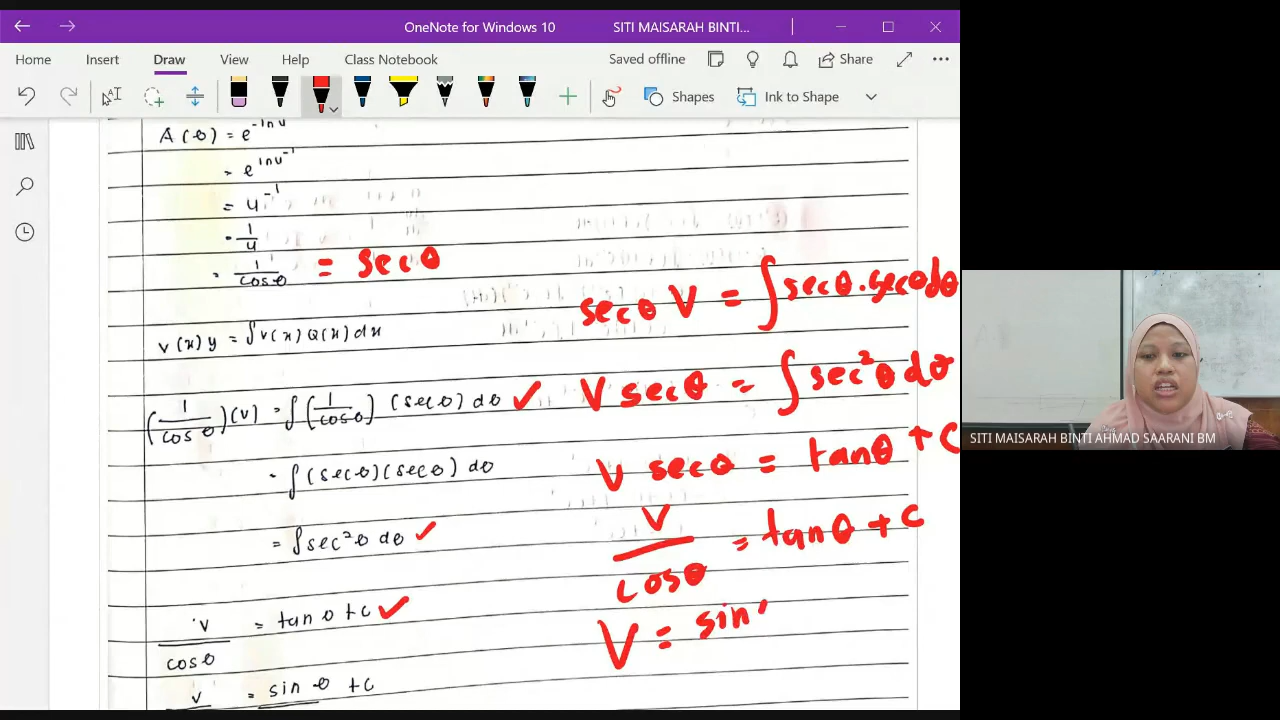 OneNote for Windows 10 SITI MAISARAH BINTI...
Home Insert Draw View Help Class Notebook Saved offline Share
Shapes Ink to Shape
A(θ) = e^-lnu
= e^lnu^-1
= u^-1
= 1/u
= 1/cosθ = secθ
secθ V = ∫secθ.secθdθ
v(x)y = ∫v(x)Q(x)dx
V secθ = ∫sec²θdθ
(1/cosθ)(v) = ∫(1/cosθ)(secθ)dθ ✓
V secθ = tanθ + C
= ∫(secθ)(secθ)dθ
V/cosθ = tanθ + C
= ∫sec²θ dθ ✓
V = sin
v/cosθ = tanθ + C ✓
v = sinθ + C
SITI MAISARAH BINTI AHMAD SAARANI BM